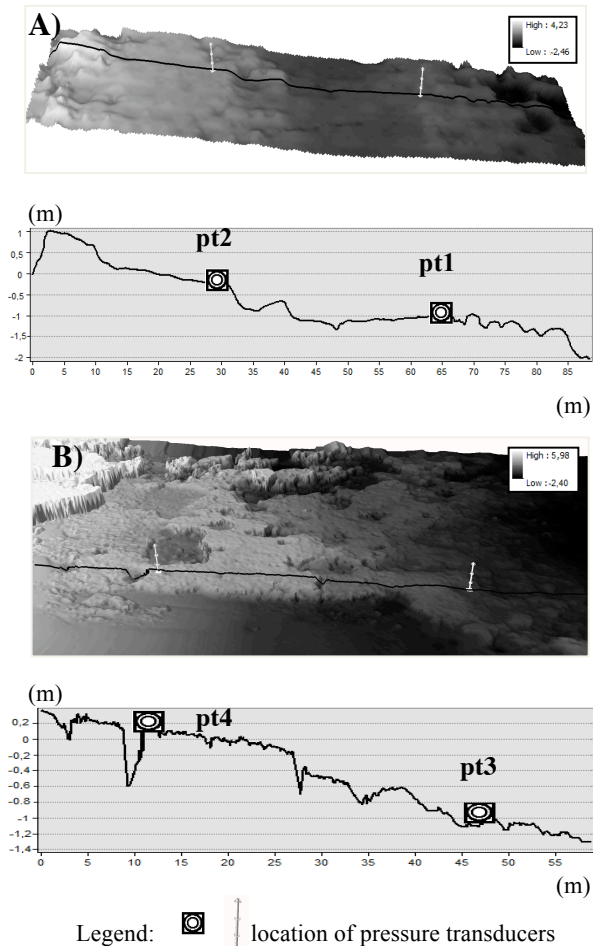 A)
High : 4,23
Low : -2,46
(m)
pt2
pt1
1
0,5
0
-0,5
-1
-1,5
-2
0 5 10 15 20 25 30 35 40 45 50 55 60 65 70 75 80 85
(m)
B)
High : 5,98
Low : -2,40
(m)
pt4
pt3
0,2
0
-0,2
-0,4
-0,6
-0.8
-1
-1,2
-1,4
0 5 10 15 20 25 30 35 40 45 50 55
(m)
Legend: location of pressure transducers